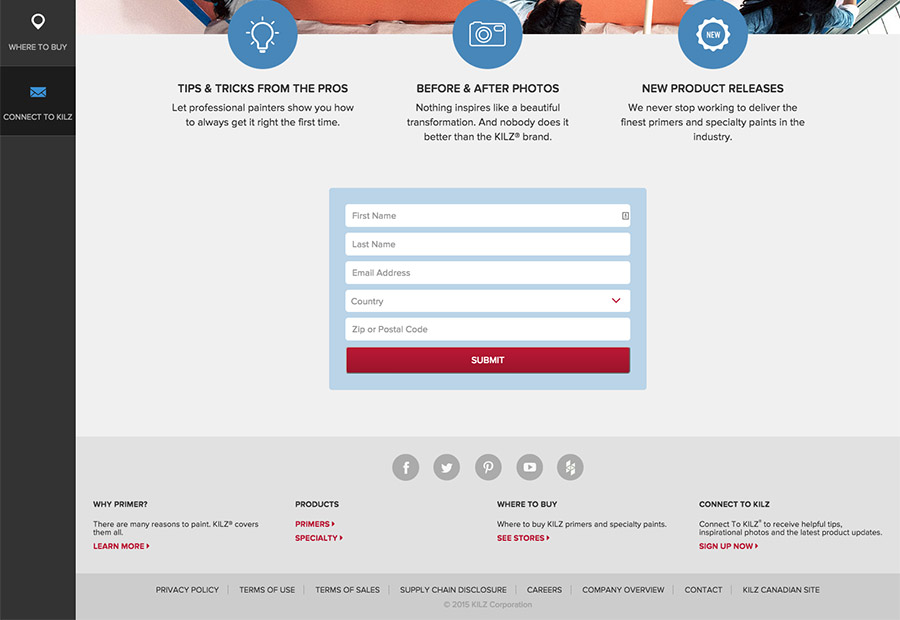 WHERE TO BUY
CONNECT TO KILZ
NEW
TIPS & TRICKS FROM THE PROS
Let professional painters show you how
to always get it right the first time.
BEFORE & AFTER PHOTOS
Nothing inspires like a beautiful
transformation. And nobody does it
better than the KILZ® brand.
NEW PRODUCT RELEASES
We never stop working to deliver the
finest primers and specialty paints in the
industry.
First Name
Last Name
Email Address
Country
Zip or Postal Code
SUBMIT
WHY PRIMER?
There are many reasons to paint. KILZ® covers
them all.
LEARN MORE
PRODUCTS
PRIMERS
SPECIALTY
WHERE TO BUY
Where to buy KILZ primers and specialty paints.
SEE STORES
CONNECT TO KILZ
Connect To KILZ® to receive helpful tips,
inspirational photos and the latest product updates.
SIGN UP NOW
PRIVACY POLICY | TERMS OF USE | TERMS OF SALES | SUPPLY CHAIN DISCLOSURE | CAREERS | COMPANY OVERVIEW | CONTACT | KILZ CANADIAN SITE
© 2015 KILZ Corporation